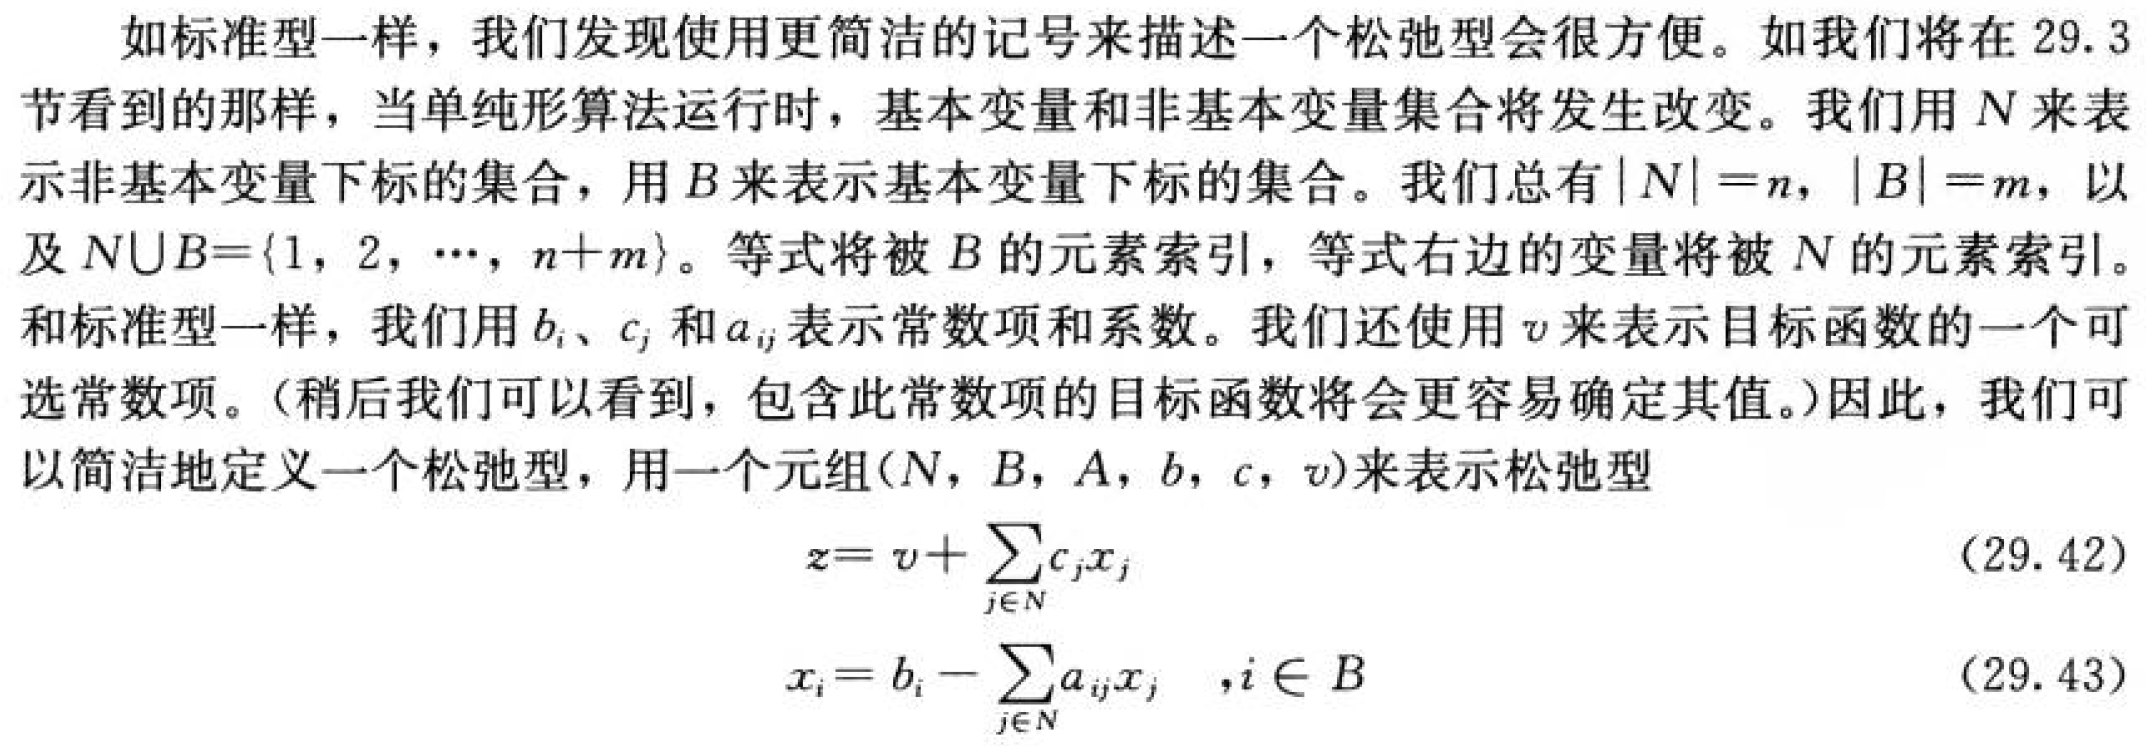 如标准型一样，我们发现使用更简洁的记号来描述一个松弛型会很方便。如我们将在 29.3
节看到的那样，当单纯形算法运行时，基本变量和非基本变量集合将发生改变。我们用 N 来表
示非基本变量下标的集合，用 B 来表示基本变量下标的集合。我们总有|N|=n，|B|=m，以
及 N∪B={1，2，…，n+m}。等式将被 B 的元素索引，等式右边的变量将被 N 的元素索引。
和标准型一样，我们用 b_i、c_j 和 a_{ij} 表示常数项和系数。我们还使用 v 来表示目标函数的一个可
选常数项。（稍后我们可以看到，包含此常数项的目标函数将会更容易确定其值。）因此，我们可
以简洁地定义一个松弛型，用一个元组(N，B，A，b，c，v)来表示松弛型
z = v + ∑_{j∈N} c_j x_j (29.42)
x_i = b_i − ∑_{j∈N} a_{ij} x_j ,i ∈ B (29.43)